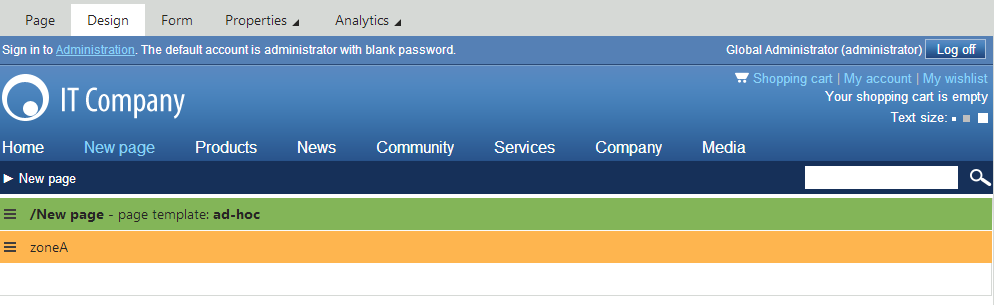 Page Design Form Properties Analytics
Sign in to Administration. The default account is administrator with blank password. Global Administrator (administrator) Log off
Shopping cart | My account | My wishlist
Your shopping cart is empty
IT Company
Text size:
Home New page Products News Community Services Company Media
New page
/New page - page template: ad-hoc
zoneA